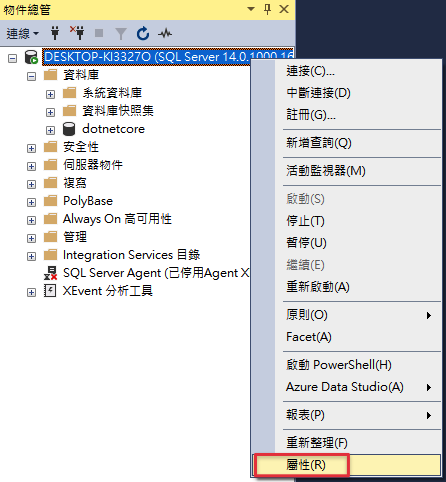 物件總管
連線
DESKTOP-KI3327O (SQL Server 14.0.1000.16
資料庫
系統資料庫
資料庫快照集
dotnetcore
安全性
伺服器物件
複寫
PolyBase
Always On 高可用性
管理
Integration Services 目錄
SQL Server Agent (已停用Agent X
XEvent 分析工具
連接(C)...
中斷連接(D)
註冊(G)...
新增查詢(Q)
活動監視器(M)
啟動(S)
停止(T)
暫停(U)
繼續(E)
重新啟動(A)
原則(O)
Facet(A)
啟動 PowerShell(H)
Azure Data Studio(A)
報表(P)
重新整理(F)
屬性(R)